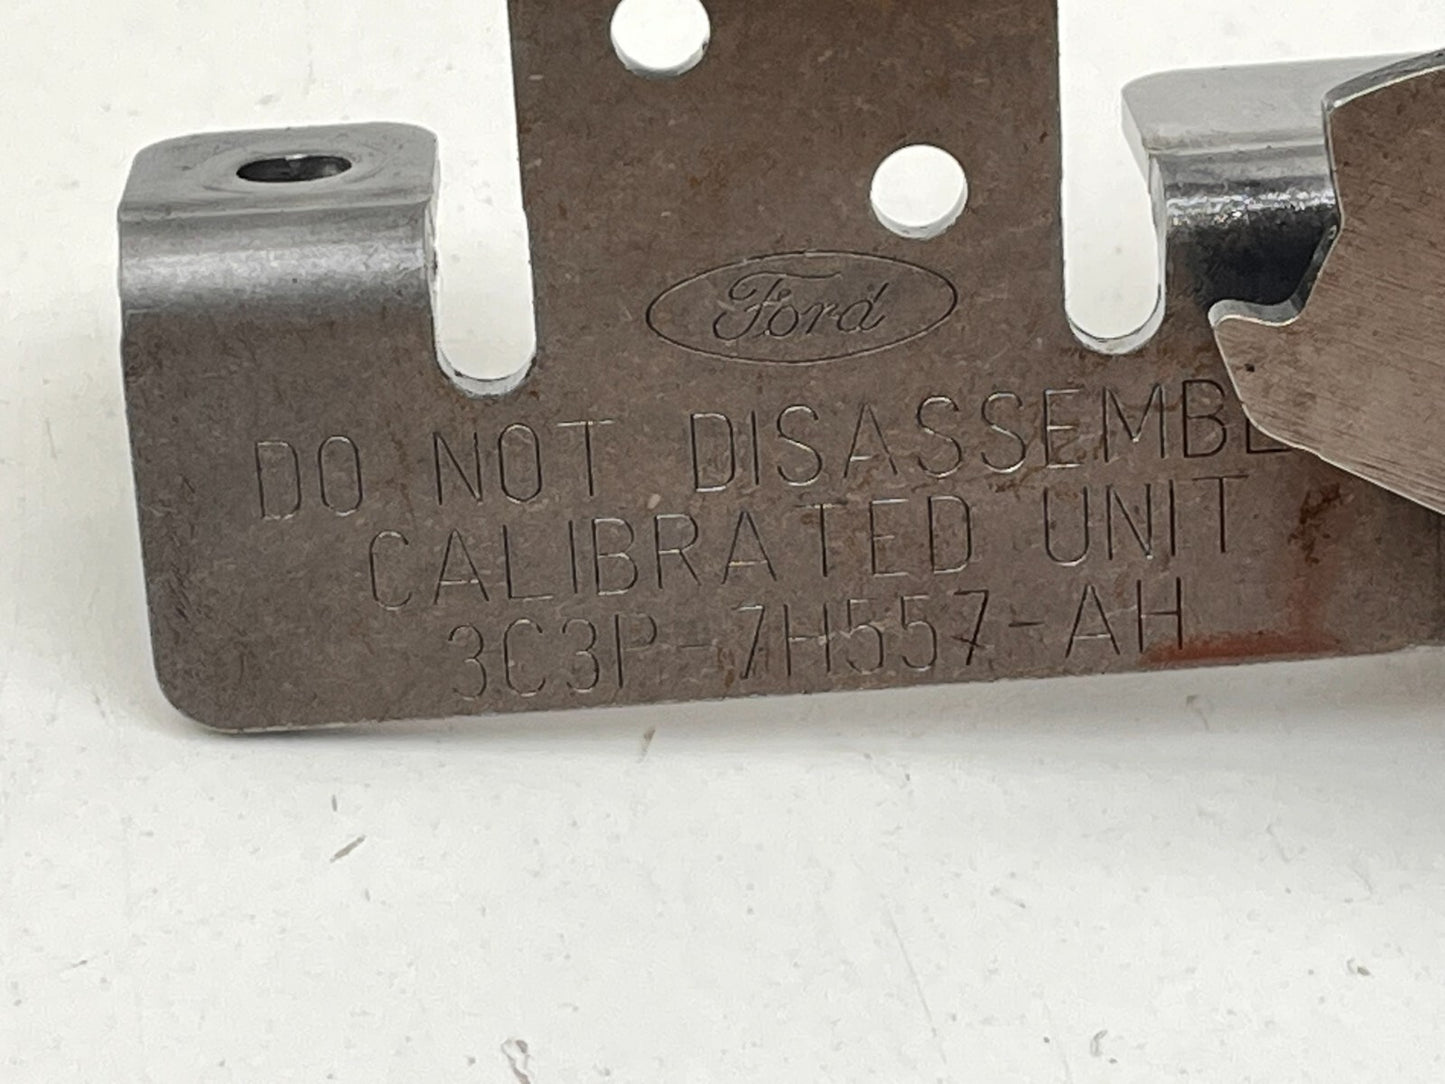 Ford
DO NOT DISASSEMBL
CALIBRATED UNIT
3C3P-7H557-AH